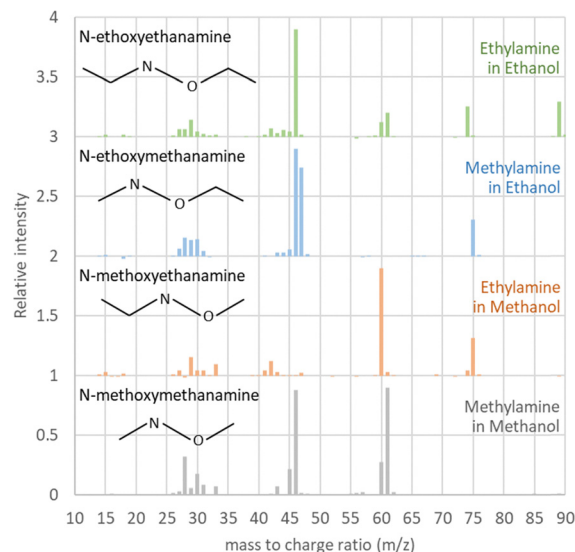 4
3.5
3
2.5
2
1.5
1
0.5
0
Relative intensity
N-ethoxyethanamine
N
O
Ethylamine
in Ethanol
N-ethoxymethanamine
N
O
Methylamine
in Ethanol
N-methoxyethanamine
N
O
Ethylamine
in Methanol
N-methoxymethanamine
N
O
Methylamine
in Methanol
10 15 20 25 30 35 40 45 50 55 60 65 70 75 80 85 90
mass to charge ratio (m/z)